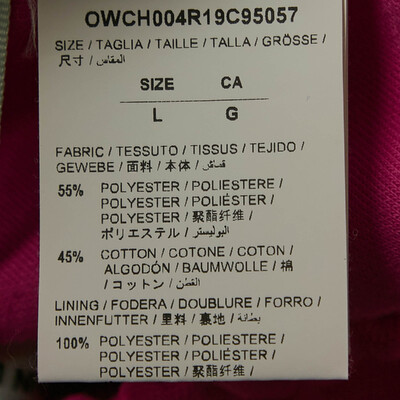 OWCH004R19C95057
SIZE / TAGLIA / TAILLE / TALLA / GRÖSSE /
尺寸 / المقاس /
SIZE CA
L G
FABRIC / TESSUTO / TISSUS / TEJIDO /
GEWEBE / 面料 / 本体 / قماش /
55% POLYESTER / POLIESTERE /
POLYESTER / POLIÉSTER /
POLYESTER / 聚酯纤维 /
ポリエステル / البوليستر /
45% COTTON / COTONE / COTON /
ALGODÓN / BAUMWOLLE / 棉
/ コットン / القطن /
LINING / FODERA / DOUBLURE / FORRO /
INNENFUTTER / 里料 / 裏地 / بطانة /
100% POLYESTER / POLIESTERE /
POLYESTER / POLIÉSTER /
POLYESTER / 聚酯纤维 /